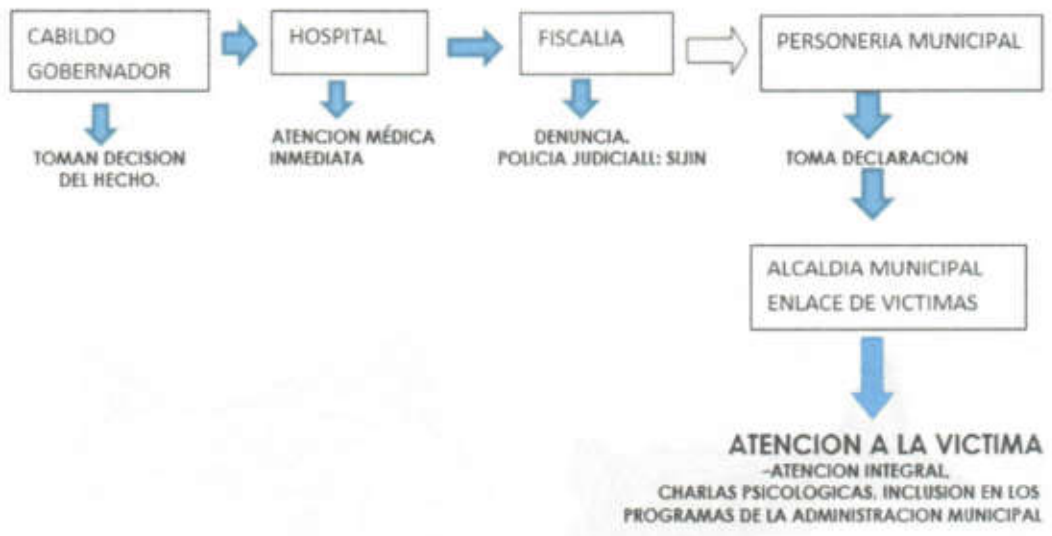 CABILDO
GOBERNADOR
TOMAN DECISION
DEL HECHO.
HOSPITAL
ATENCION MÉDICA
INMEDIATA
FISCALIA
DENUNCIA.
POLICIA JUDICIALL: SIJIN
PERSONERIA MUNICIPAL
TOMA DECLARACION
ALCALDIA MUNICIPAL
ENLACE DE VICTIMAS
ATENCION A LA VICTIMA
-ATENCION INTEGRAL,
CHARLAS PSICOLOGICAS. INCLUSION EN LOS
PROGRAMAS DE LA ADMINISTRACION MUNICIPAL